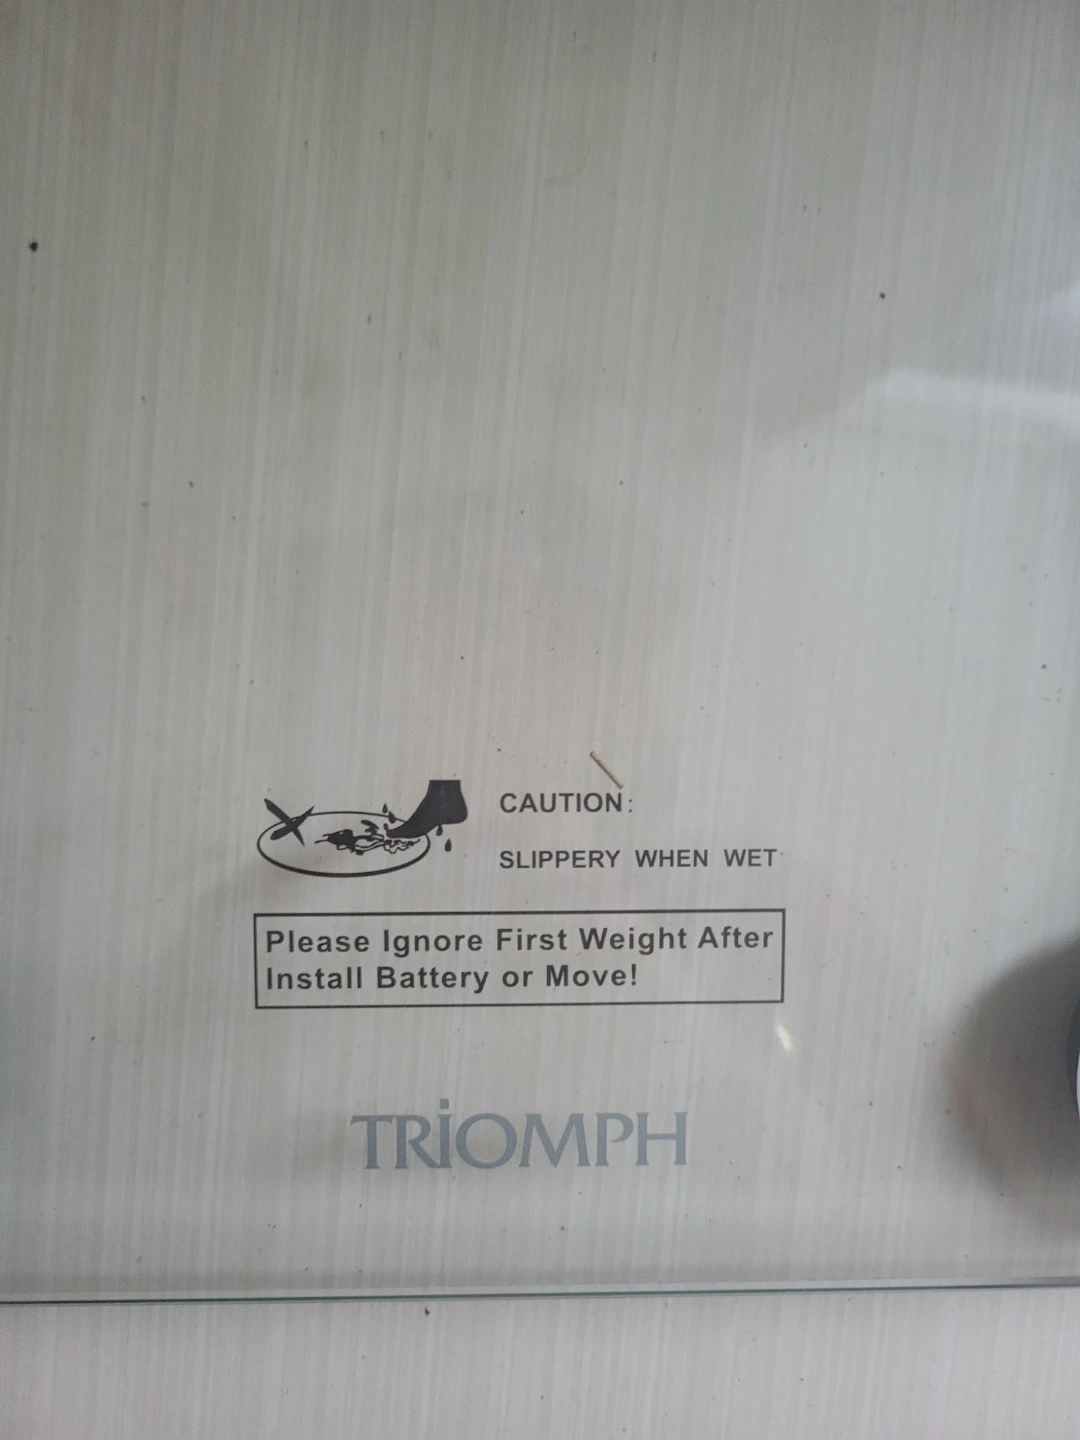 CAUTION:
SLIPPERY WHEN WET
Please Ignore First Weight After
Install Battery or Move!
TRiOMPH